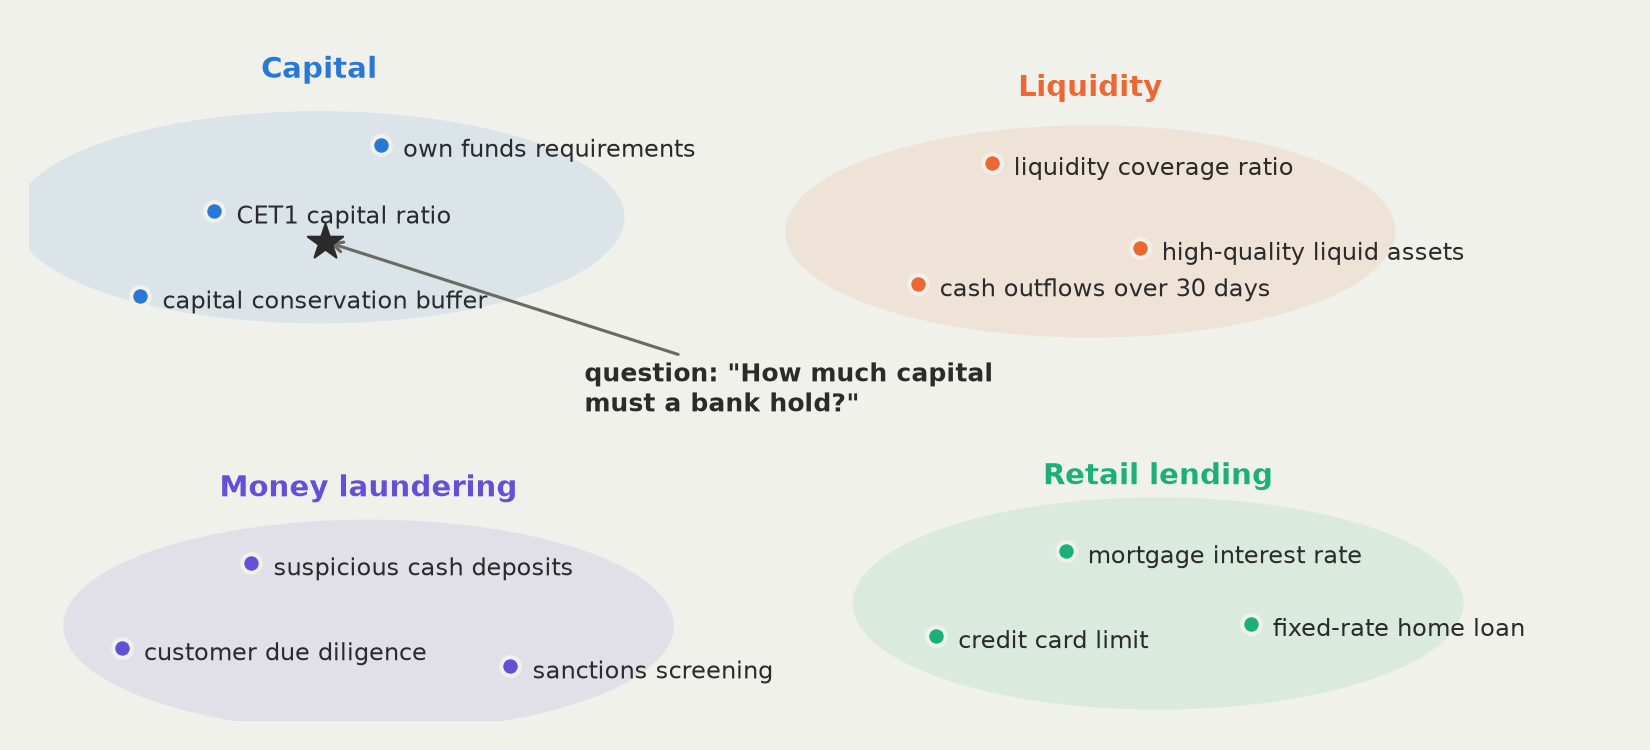 Capital
own funds requirements
CET1 capital ratio
capital conservation buffer
Liquidity
liquidity coverage ratio
high-quality liquid assets
cash outflows over 30 days
question: "How much capital
must a bank hold?"
Money laundering
suspicious cash deposits
customer due diligence
sanctions screening
Retail lending
mortgage interest rate
fixed-rate home loan
credit card limit